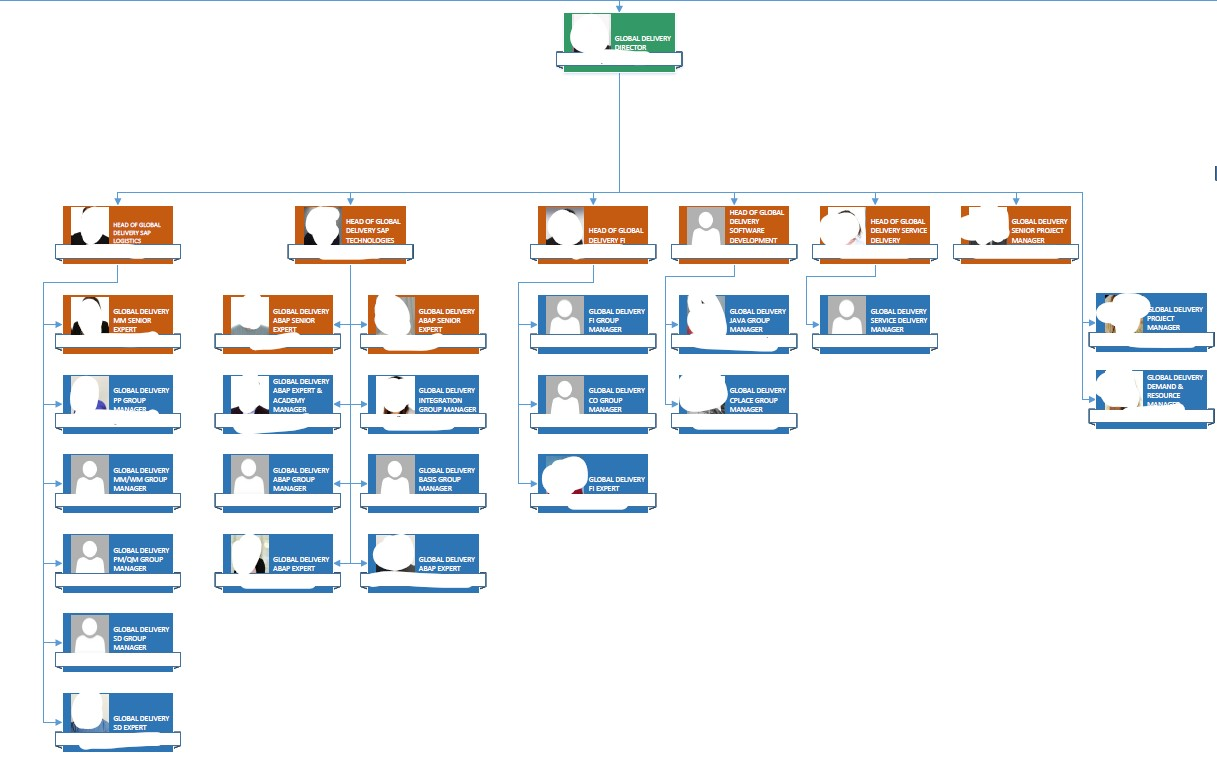 GLOBAL DELIVERY
DIRECTOR
HEAD OF GLOBAL
DELIVERY SAP
LOGISTICS
HEAD OF GLOBAL
DELIVERY SAP
TECHNOLOGIES
HEAD OF GLOBAL
DELIVERY FI
HEAD OF GLOBAL
DELIVERY
SOFTWARE
DEVELOPMENT
HEAD OF GLOBAL
DELIVERY SERVICE
DELIVERY
GLOBAL DELIVERY
SENIOR PROJECT
MANAGER
GLOBAL DELIVERY
MM SENIOR
EXPERT
GLOBAL DELIVERY
ABAP SENIOR
EXPERT
GLOBAL DELIVERY
ABAP SENIOR
EXPERT
GLOBAL DELIVERY
FI GROUP
MANAGER
GLOBAL DELIVERY
JAVA GROUP
MANAGER
GLOBAL DELIVERY
SERVICE DELIVERY
MANAGER
GLOBAL DELIVERY
PROJECT
MANAGER
GLOBAL DELIVERY
PP GROUP
MANAGER
GLOBAL DELIVERY
ABAP EXPERT &
ACADEMY
MANAGER
GLOBAL DELIVERY
INTEGRATION
GROUP MANAGER
GLOBAL DELIVERY
CO GROUP
MANAGER
GLOBAL DELIVERY
CPLACE GROUP
MANAGER
GLOBAL DELIVERY
DEMAND &
RESOURCE
MANAGER
GLOBAL DELIVERY
MM/WM GROUP
MANAGER
GLOBAL DELIVERY
ABAP GROUP
MANAGER
GLOBAL DELIVERY
BASIS GROUP
MANAGER
GLOBAL DELIVERY
FI EXPERT
GLOBAL DELIVERY
PM/QM GROUP
MANAGER
GLOBAL DELIVERY
ABAP EXPERT
GLOBAL DELIVERY
ABAP EXPERT
GLOBAL DELIVERY
SD GROUP
MANAGER
GLOBAL DELIVERY
SD EXPERT